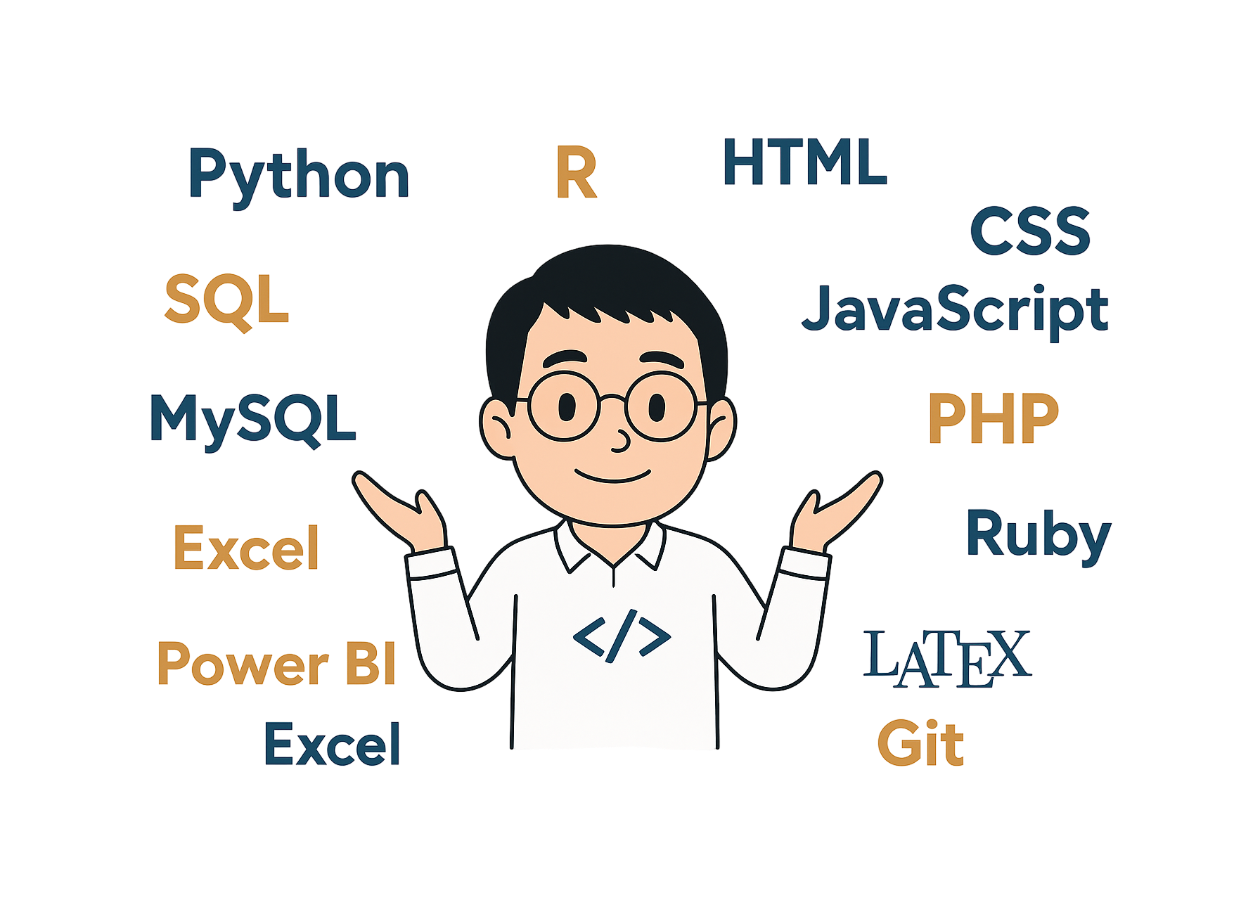 Python
R
HTML
CSS
SQL
JavaScript
MySQL
PHP
Excel
Ruby
</>
Power BI
LATEX
Excel
Git